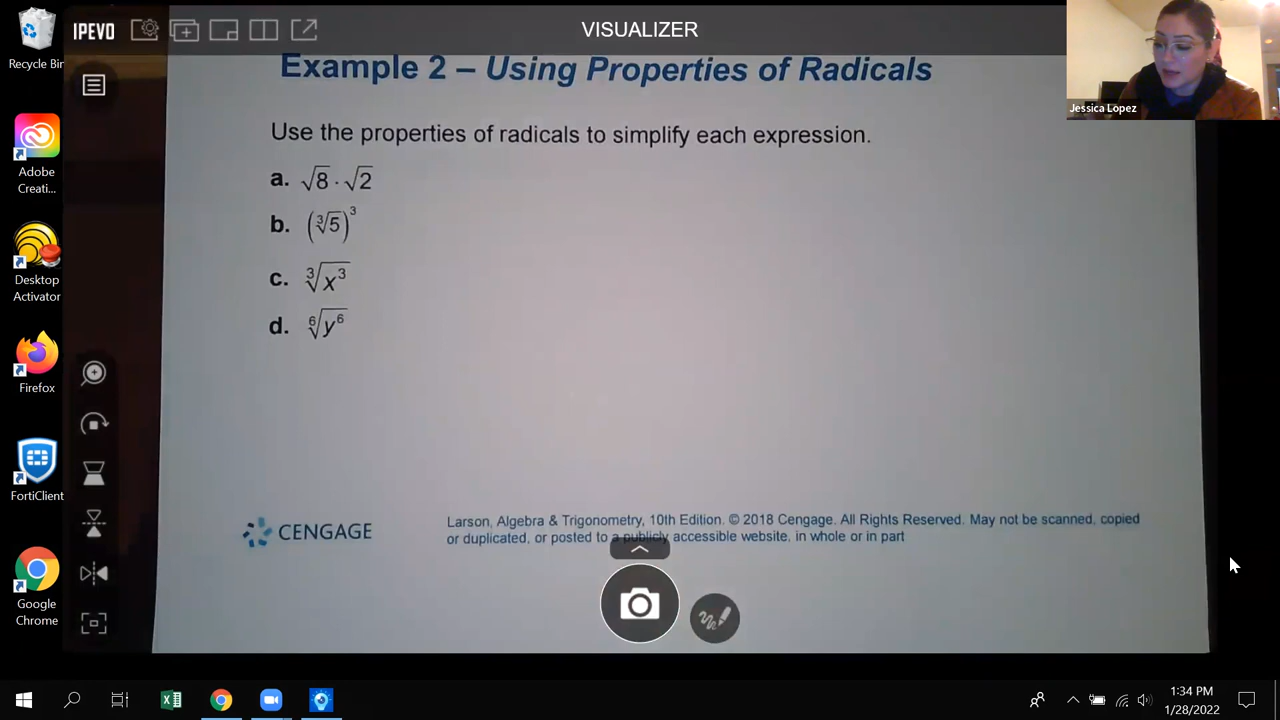 Recycle Bin
IPEVO
VISUALIZER
Jessica Lopez
Example 2 – Using Properties of Radicals
Use the properties of radicals to simplify each expression.
a. √8 · √2
b. (∛5)³
c. ∛x³
d. ⁶√y⁶
Adobe
Creati...
Desktop
Activator
Firefox
FortiClient
Google
Chrome
CENGAGE
Larson, Algebra & Trigonometry, 10th Edition. © 2018 Cengage. All Rights Reserved. May not be scanned, copied
or duplicated, or posted to a publicly accessible website, in whole or in part
1:34 PM
1/28/2022